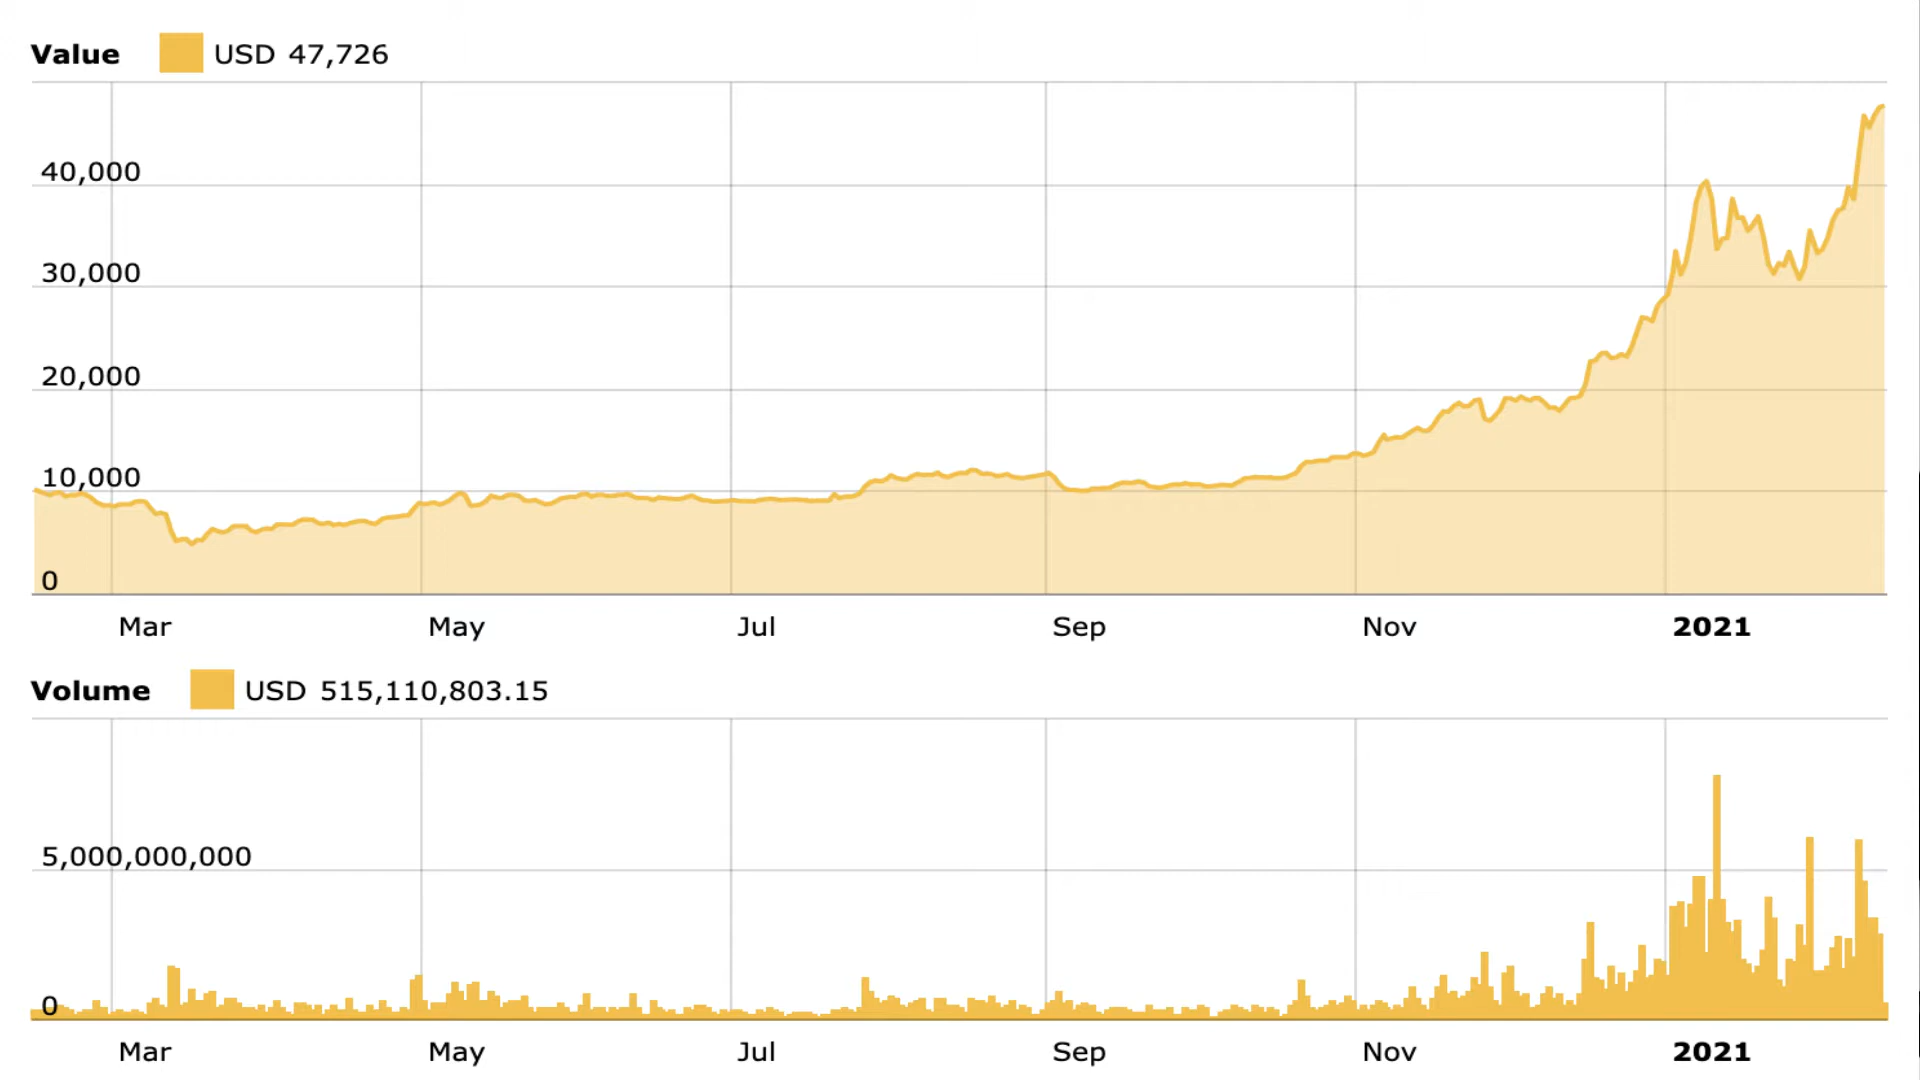 Value USD 47,726
40,000
30,000
20,000
10,000
0
Mar May Jul Sep Nov 2021
Volume USD 515,110,803.15
5,000,000,000
0
Mar May Jul Sep Nov 2021